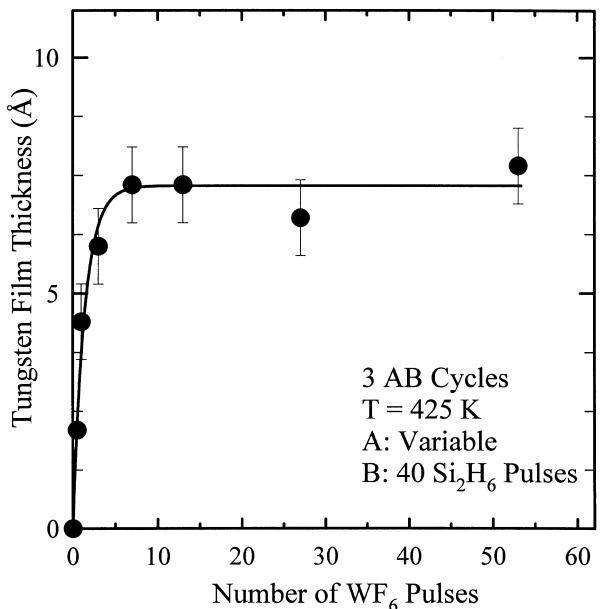 Tungsten Film Thickness (Å)
10
5
0
3 AB Cycles
T = 425 K
A: Variable
B: 40 Si₂H₆ Pulses
0 10 20 30 40 50 60
Number of WF₆ Pulses